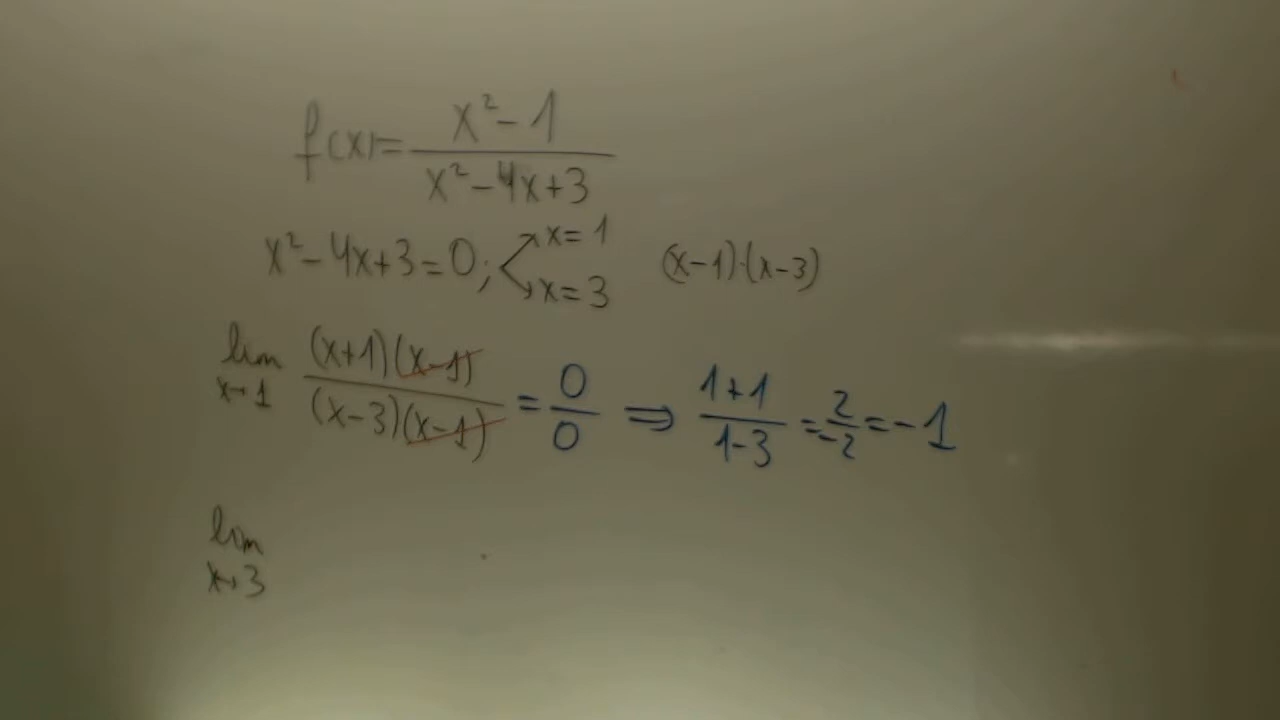 f(x) = (x² - 1) / (x² - 4x + 3)
x² - 4x + 3 = 0; x = 1 x = 3 (x - 1)·(x - 3)
lim x→1 (x+1)(x-1) / (x-3)(x-1) = 0/0 ⇒ (1+1) / (1-3) = 2/-2 = -1
lim x→3